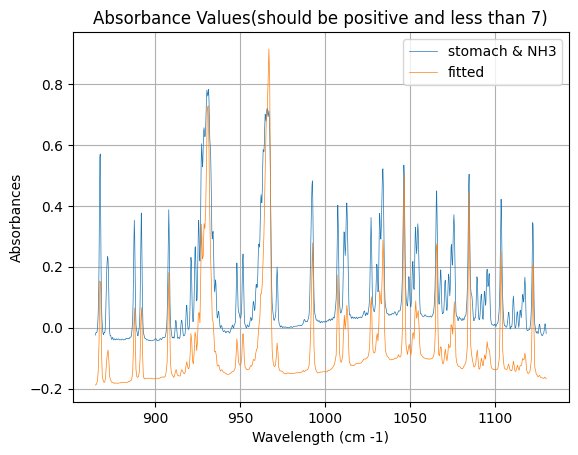 Absorbance Values(should be positive and less than 7)
stomach & NH3
fitted
0.8
0.6
0.4
0.2
0.0
−0.2
Absorbances
900
950
1000
1050
1100
Wavelength (cm -1)